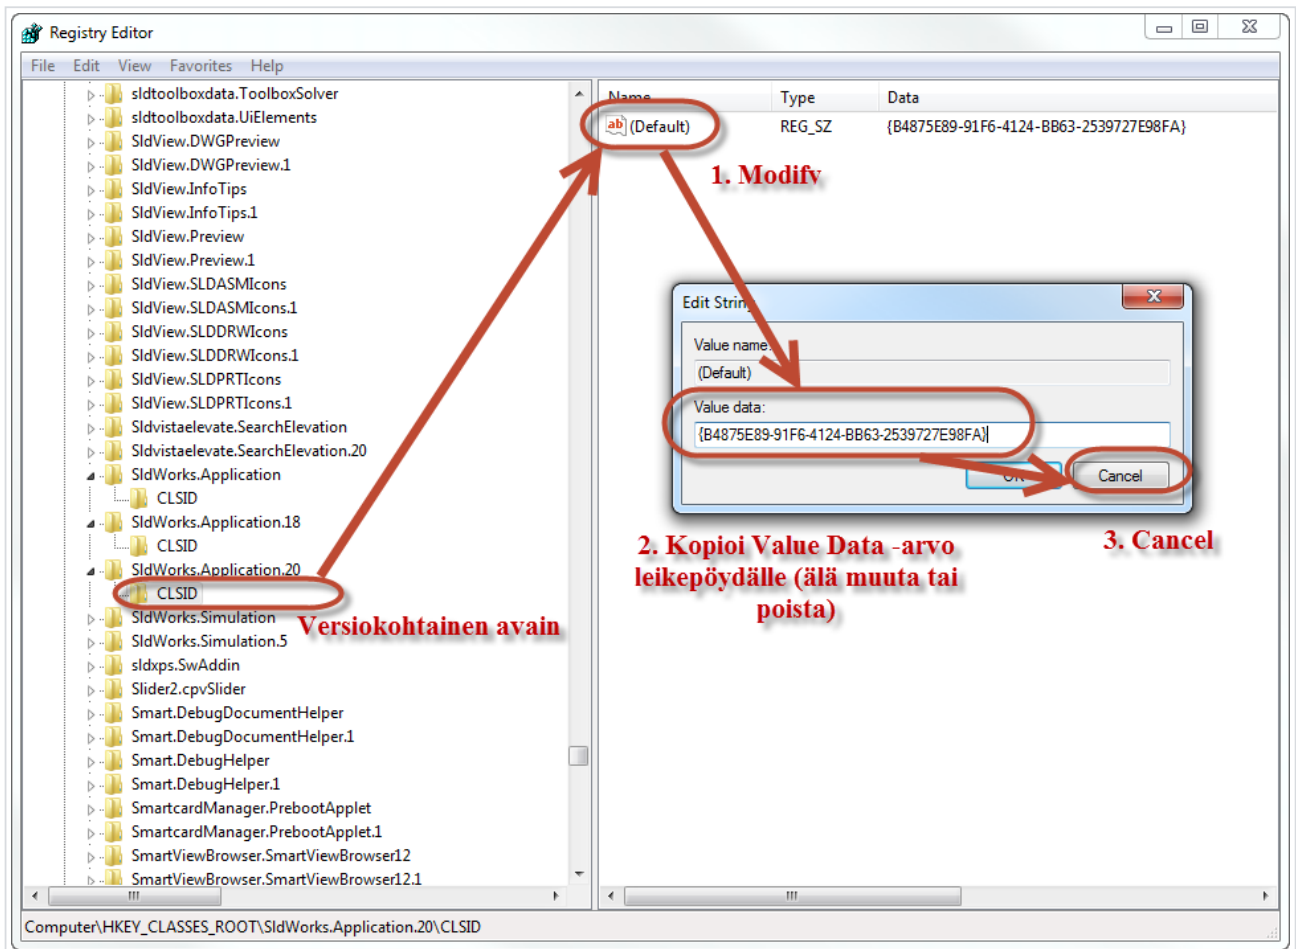 Registry Editor
File Edit View Favorites Help
sldtoolboxdata.ToolboxSolver
sldtoolboxdata.UiElements
SldView.DWGPreview
SldView.DWGPreview.1
SldView.InfoTips
SldView.InfoTips.1
SldView.Preview
SldView.Preview.1
SldView.SLDASMIcons
SldView.SLDASMIcons.1
SldView.SLDDRWIcons
SldView.SLDDRWIcons.1
SldView.SLDPRTIcons
SldView.SLDPRTIcons.1
Sldvistaelevate.SearchElevation
Sldvistaelevate.SearchElevation.20
SldWorks.Application
CLSID
SldWorks.Application.18
CLSID
SldWorks.Application.20
CLSID
SldWorks.Simulation
SldWorks.Simulation.5
sldxps.SwAddin
Slider2.cpvSlider
Smart.DebugDocumentHelper
Smart.DebugDocumentHelper.1
Smart.DebugHelper
Smart.DebugHelper.1
SmartcardManager.PrebootApplet
SmartcardManager.PrebootApplet.1
SmartViewBrowser.SmartViewBrowser12
SmartViewBrowser.SmartViewBrowser12.1
Versiokohtainen avain
Name Type Data
ab (Default) REG_SZ {B4875E89-91F6-4124-BB63-2539727E98FA}
1. Modify
Edit String
Value name:
(Default)
Value data:
{B4875E89-91F6-4124-BB63-2539727E98FA}
OK Cancel
2. Kopioi Value Data -arvo
leikepöydälle (älä muuta tai
poista)
3. Cancel
Computer\HKEY_CLASSES_ROOT\SldWorks.Application.20\CLSID